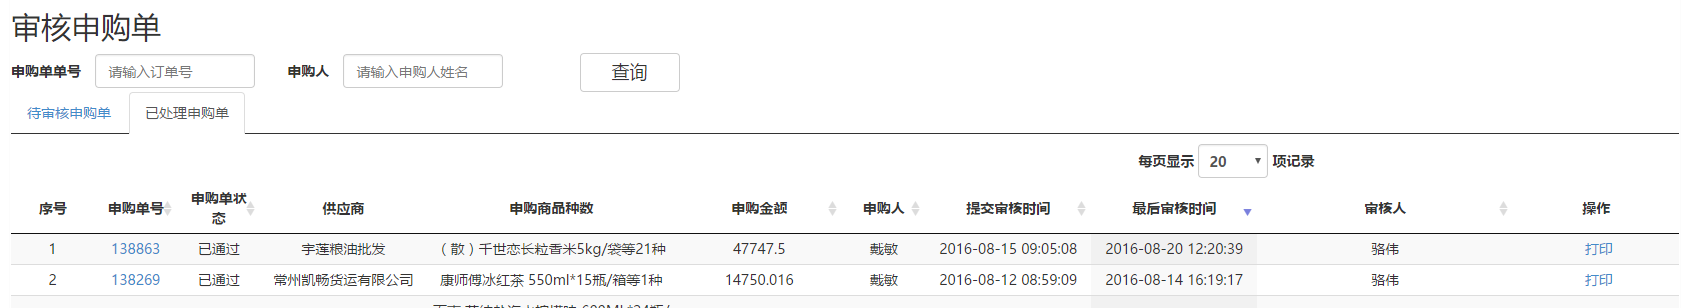 审核申购单
申购单单号 请输入订单号 申购人 请输入申购人姓名 查询
待审核申购单 已处理申购单
每页显示 20 项记录
序号 申购单号 申购单状态 供应商 申购商品种数 申购金额 申购人 提交审核时间 最后审核时间 审核人 操作
1 138863 已通过 宇莲粮油批发 （散）千世恋长粒香米5kg/袋等21种 47747.5 戴敏 2016-08-15 09:05:08 2016-08-20 12:20:39 骆伟 打印
2 138269 已通过 常州凯畅货运有限公司 康师傅冰红茶 550ml*15瓶/箱等1种 14750.016 戴敏 2016-08-12 08:59:09 2016-08-14 16:19:17 骆伟 打印